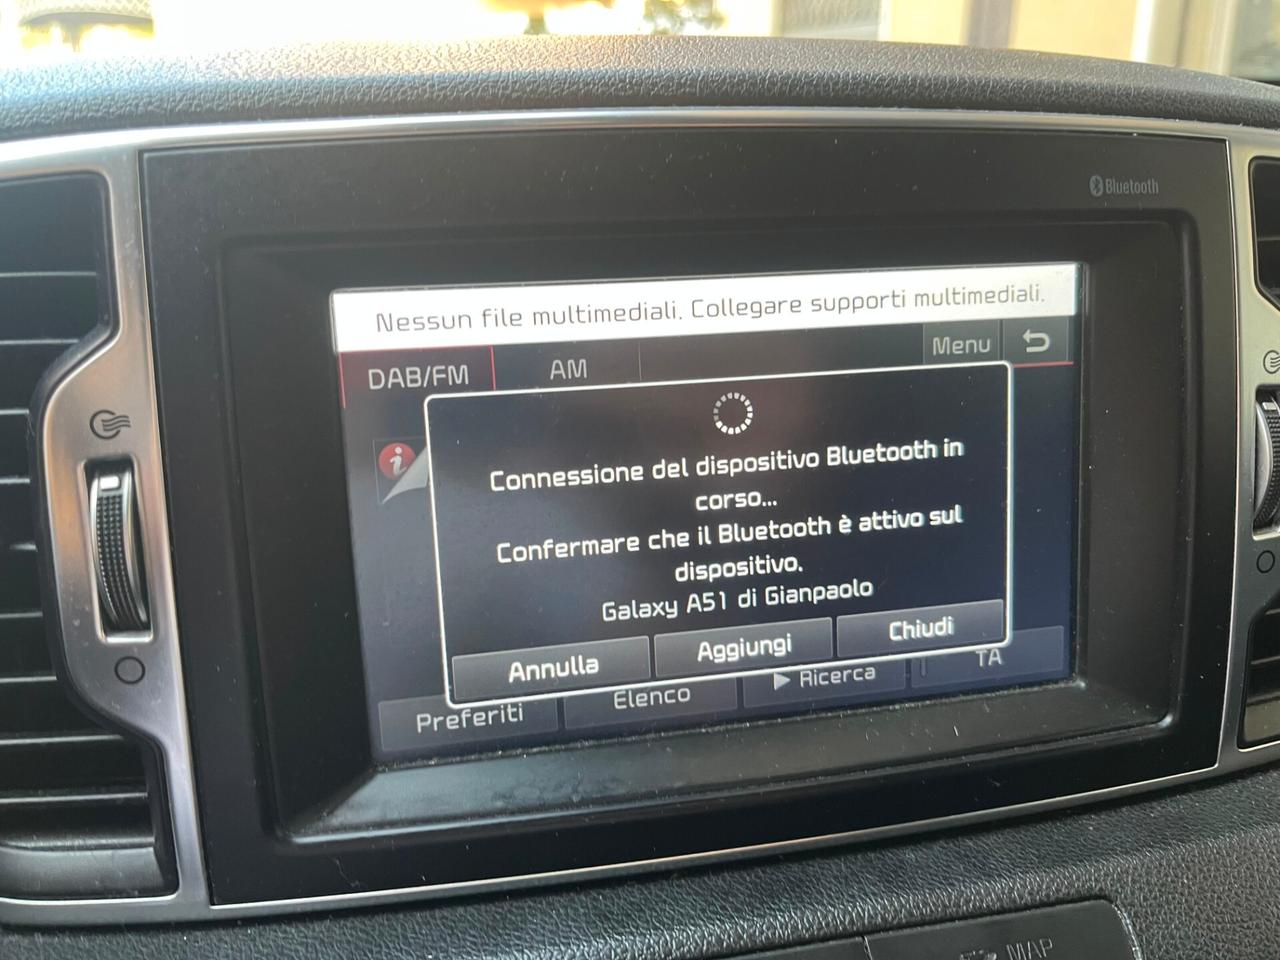 Bluetooth
Nessun file multimediali. Collegare supporti multimediali.
DAB/FM
AM
Menu
Connessione del dispositivo Bluetooth in
corso...
Confermare che il Bluetooth è attivo sul
dispositivo.
Galaxy A51 di Gianpaolo
Annulla
Aggiungi
Chiudi
Preferiti
Elenco
Ricerca
TA
MAP